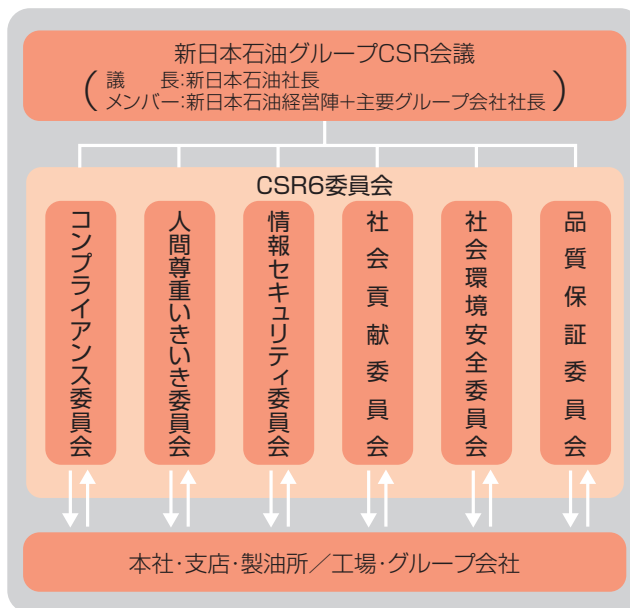 新日本石油グループCSR会議
(議　　長:新日本石油社長
メンバー:新日本石油経営陣+主要グループ会社社長)
CSR6委員会
コンプライアンス委員会
人間尊重いきいき委員会
情報セキュリティ委員会
社会貢献委員会
社会環境安全委員会
品質保証委員会
本社・支店・製油所／工場・グループ会社